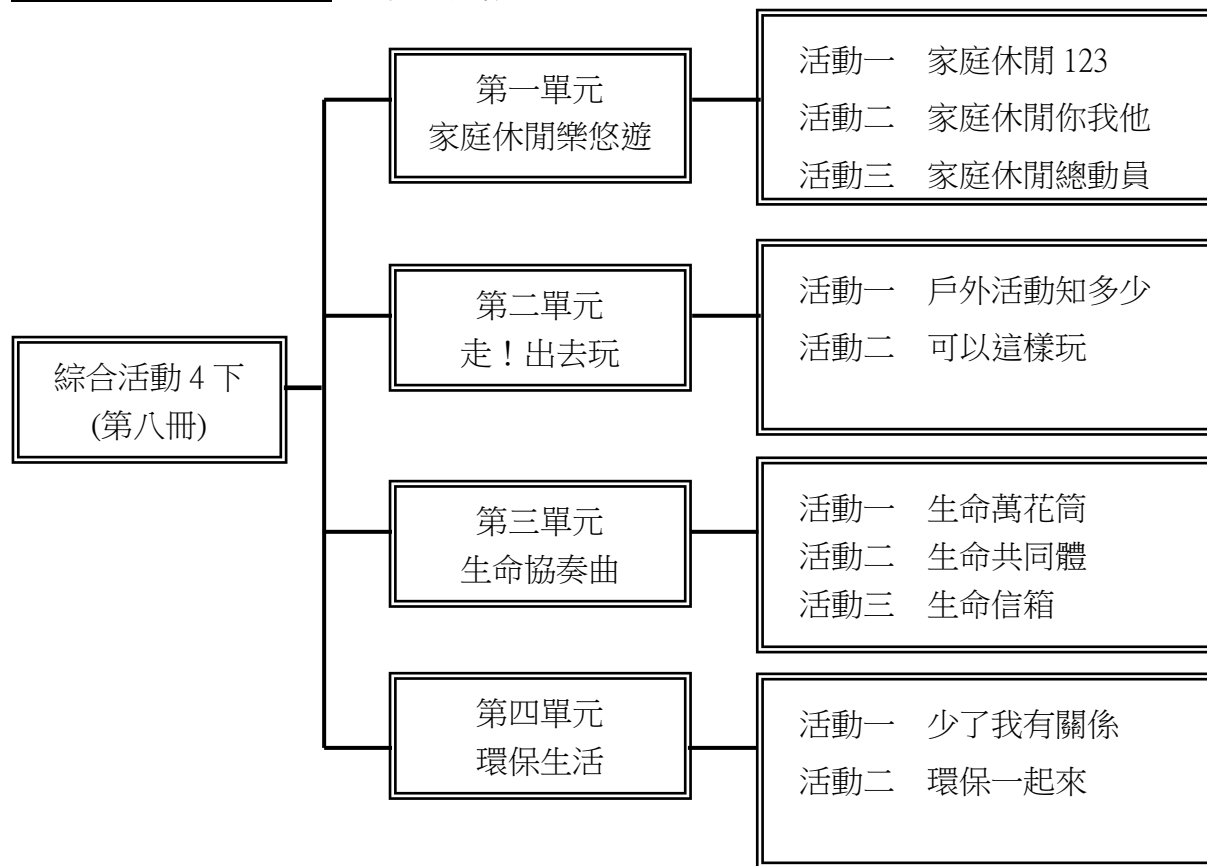 第一單元
家庭休閒樂悠遊
活動一 家庭休閒 123
活動二 家庭休閒你我他
活動三 家庭休閒總動員
第二單元
走！出去玩
活動一 戶外活動知多少
活動二 可以這樣玩
綜合活動 4 下
(第八冊)
第三單元
生命協奏曲
活動一 生命萬花筒
活動二 生命共同體
活動三 生命信箱
第四單元
環保生活
活動一 少了我有關係
活動二 環保一起來